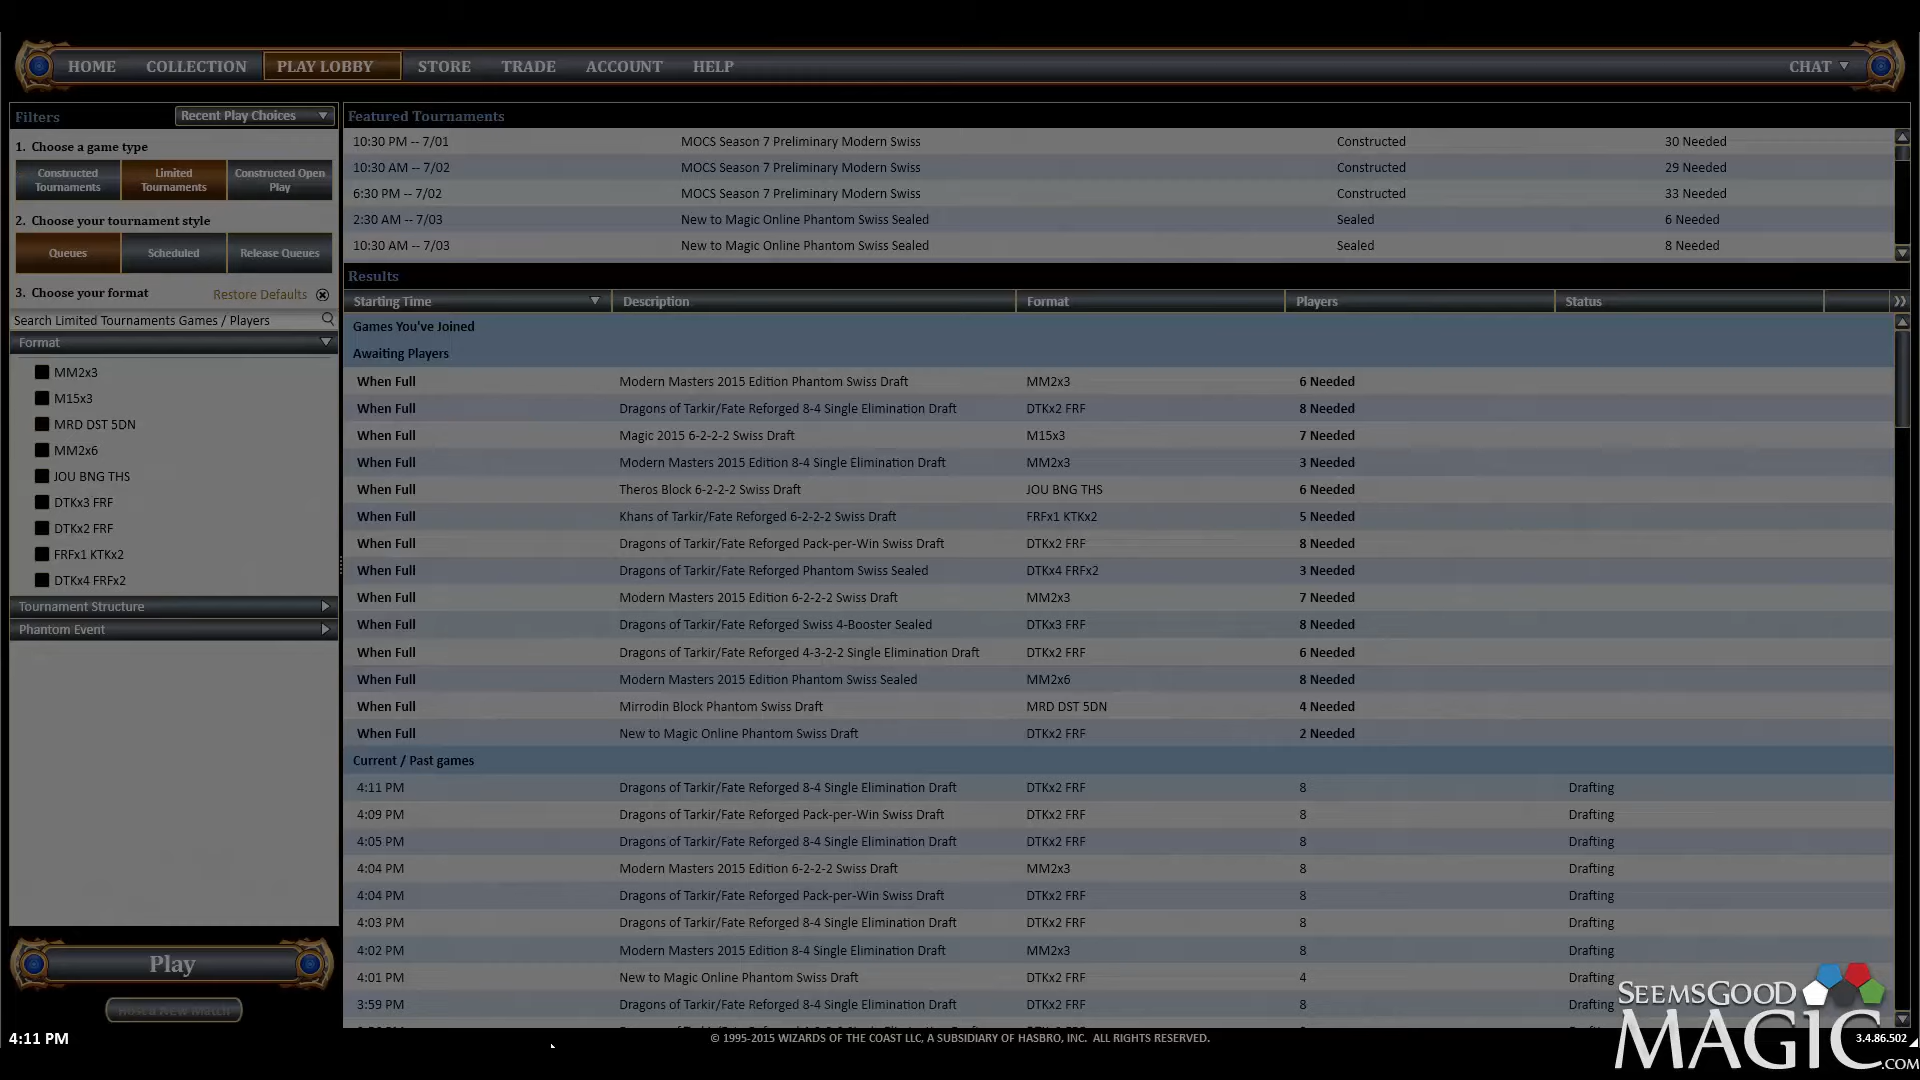 HOME COLLECTION PLAY LOBBY STORE TRADE ACCOUNT HELP CHAT
Filters Recent Play Choices
1. Choose a game type
Constructed Tournaments Limited Tournaments Constructed Open Play
2. Choose your tournament style
Queues Scheduled Release Queues
3. Choose your format Restore Defaults
Search Limited Tournaments Games / Players
Format
MM2x3
M15x3
MRD DST 5DN
MM2x6
JOU BNG THS
DTKx3 FRF
DTKx2 FRF
FRFx1 KTKx2
DTKx4 FRFx2
Tournament Structure
Phantom Event
Play
Host a New Match
4:11 PM
Featured Tournaments
10:30 PM -- 7/01 MOCS Season 7 Preliminary Modern Swiss Constructed 30 Needed
10:30 AM -- 7/02 MOCS Season 7 Preliminary Modern Swiss Constructed 29 Needed
6:30 PM -- 7/02 MOCS Season 7 Preliminary Modern Swiss Constructed 33 Needed
2:30 AM -- 7/03 New to Magic Online Phantom Swiss Sealed Sealed 6 Needed
10:30 AM -- 7/03 New to Magic Online Phantom Swiss Sealed Sealed 8 Needed
Results
Starting Time Description Format Players Status
Games You've Joined
Awaiting Players
When Full Modern Masters 2015 Edition Phantom Swiss Draft MM2x3 6 Needed
When Full Dragons of Tarkir/Fate Reforged 8-4 Single Elimination Draft DTKx2 FRF 8 Needed
When Full Magic 2015 6-2-2-2 Swiss Draft M15x3 7 Needed
When Full Modern Masters 2015 Edition 8-4 Single Elimination Draft MM2x3 3 Needed
When Full Theros Block 6-2-2-2 Swiss Draft JOU BNG THS 6 Needed
When Full Khans of Tarkir/Fate Reforged 6-2-2-2 Swiss Draft FRFx1 KTKx2 5 Needed
When Full Dragons of Tarkir/Fate Reforged Pack-per-Win Swiss Draft DTKx2 FRF 8 Needed
When Full Dragons of Tarkir/Fate Reforged Phantom Swiss Sealed DTKx4 FRFx2 3 Needed
When Full Modern Masters 2015 Edition 6-2-2-2 Swiss Draft MM2x3 7 Needed
When Full Dragons of Tarkir/Fate Reforged Swiss 4-Booster Sealed DTKx3 FRF 8 Needed
When Full Dragons of Tarkir/Fate Reforged 4-3-2-2 Single Elimination Draft DTKx2 FRF 6 Needed
When Full Modern Masters 2015 Edition Phantom Swiss Sealed MM2x6 8 Needed
When Full Mirrodin Block Phantom Swiss Draft MRD DST 5DN 4 Needed
When Full New to Magic Online Phantom Swiss Draft DTKx2 FRF 2 Needed
Current / Past games
4:11 PM Dragons of Tarkir/Fate Reforged 8-4 Single Elimination Draft DTKx2 FRF 8 Drafting
4:09 PM Dragons of Tarkir/Fate Reforged Pack-per-Win Swiss Draft DTKx2 FRF 8 Drafting
4:05 PM Dragons of Tarkir/Fate Reforged 8-4 Single Elimination Draft DTKx2 FRF 8 Drafting
4:04 PM Modern Masters 2015 Edition 6-2-2-2 Swiss Draft MM2x3 8 Drafting
4:04 PM Dragons of Tarkir/Fate Reforged Pack-per-Win Swiss Draft DTKx2 FRF 8 Drafting
4:03 PM Dragons of Tarkir/Fate Reforged 8-4 Single Elimination Draft DTKx2 FRF 8 Drafting
4:02 PM Modern Masters 2015 Edition 8-4 Single Elimination Draft MM2x3 8 Drafting
4:01 PM New to Magic Online Phantom Swiss Draft DTKx2 FRF 4 Drafting
3:59 PM Dragons of Tarkir/Fate Reforged 8-4 Single Elimination Draft DTKx2 FRF 8
© 1995-2015 WIZARDS OF THE COAST LLC, A SUBSIDIARY OF HASBRO, INC. ALL RIGHTS RESERVED.
3.4.86.502
SEEMSGOOD
MAGIC.COM